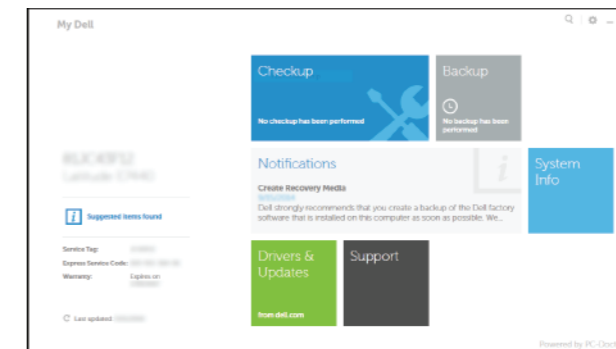 My Dell
Checkup
No checkup has been performed
Backup
No backup has been
performed
Notifications
Create Recovery Media
Dell strongly recommends that you create a backup of the Dell factory
software that is installed on this computer as soon as possible. We...
System
Info
Suggested items found
Service Tag:
Express Service Code:
Warranty: Expires on
Last updated:
Drivers &
Updates
from dell.com
Support
Powered by